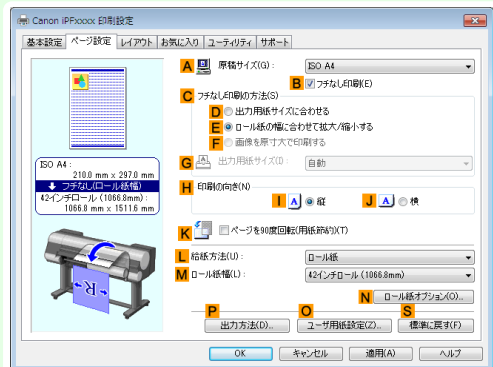 Canon iPFxxxx 印刷設定
基本設定 ページ設定 レイアウト お気に入り ユーティリティ サポート
A 原稿サイズ(G): ISO A4
B フチなし印刷(E)
C フチなし印刷の方法(S)
D 出力用紙サイズに合わせる
E ロール紙の幅に合わせて拡大/縮小する
F 画像を原寸大で印刷する
G A 出力用紙サイズ(I): 自動
ISO A4:
210.0 mm x 297.0 mm
フチなし(ロール紙幅)
42インチロール (1066.8mm):
1066.8 mm x 1511.6 mm
H 印刷の向き(N)
I A 縦 J A 横
K ページを90度回転(用紙節約)(T)
L 給紙方法(U): ロール紙
M ロール紙幅(L): 42インチロール (1066.8mm)
N ロール紙オプション(O)...
P O S
出力方法(D)... ユーザ用紙設定(Z)... 標準に戻す(F)
R
OK キャンセル 適用(A) ヘルプ